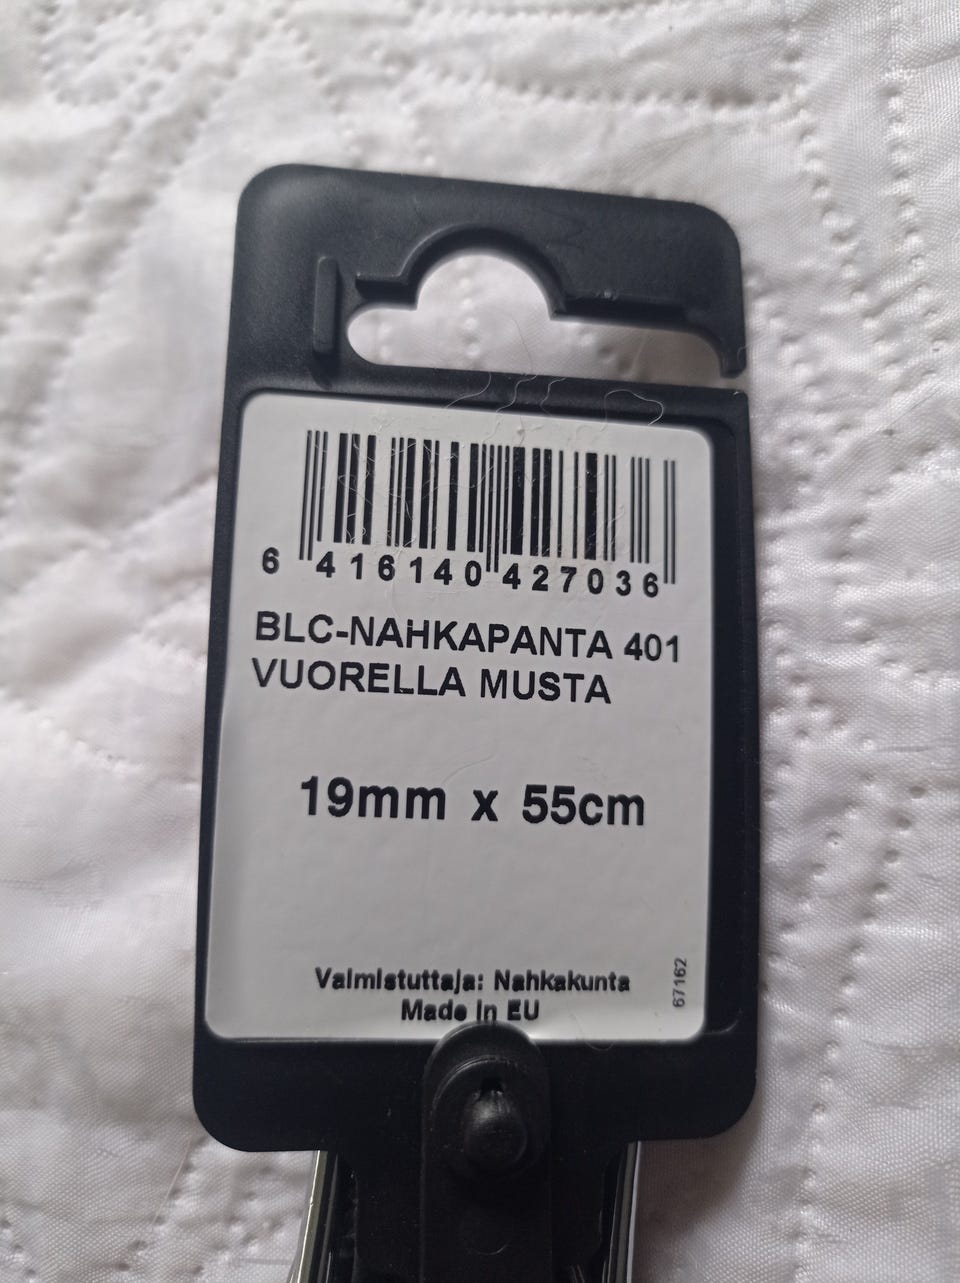 6 416140 427036
BLC-NAHKAPANTA 401
VUORELLA MUSTA
19mm x 55cm
Valmistuttaja: Nahkakunta
Made in EU
67162